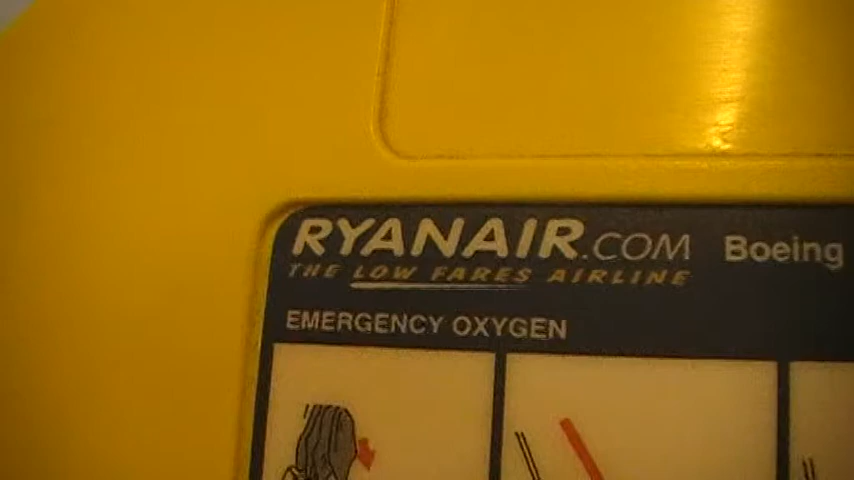 RYANAIR.COM Boeing
THE LOW FARES AIRLINE
EMERGENCY OXYGEN